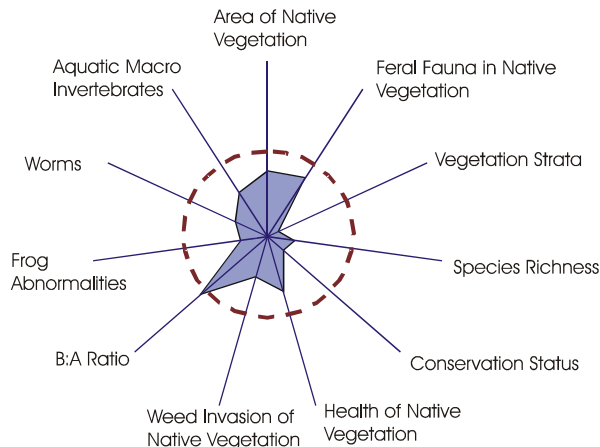 Area of Native
Vegetation
Aquatic Macro
Invertebrates
Feral Fauna in Native
Vegetation
Worms
Vegetation Strata
Frog
Abnormalities
Species Richness
B:A Ratio
Conservation Status
Weed Invasion of
Native Vegetation
Health of Native
Vegetation